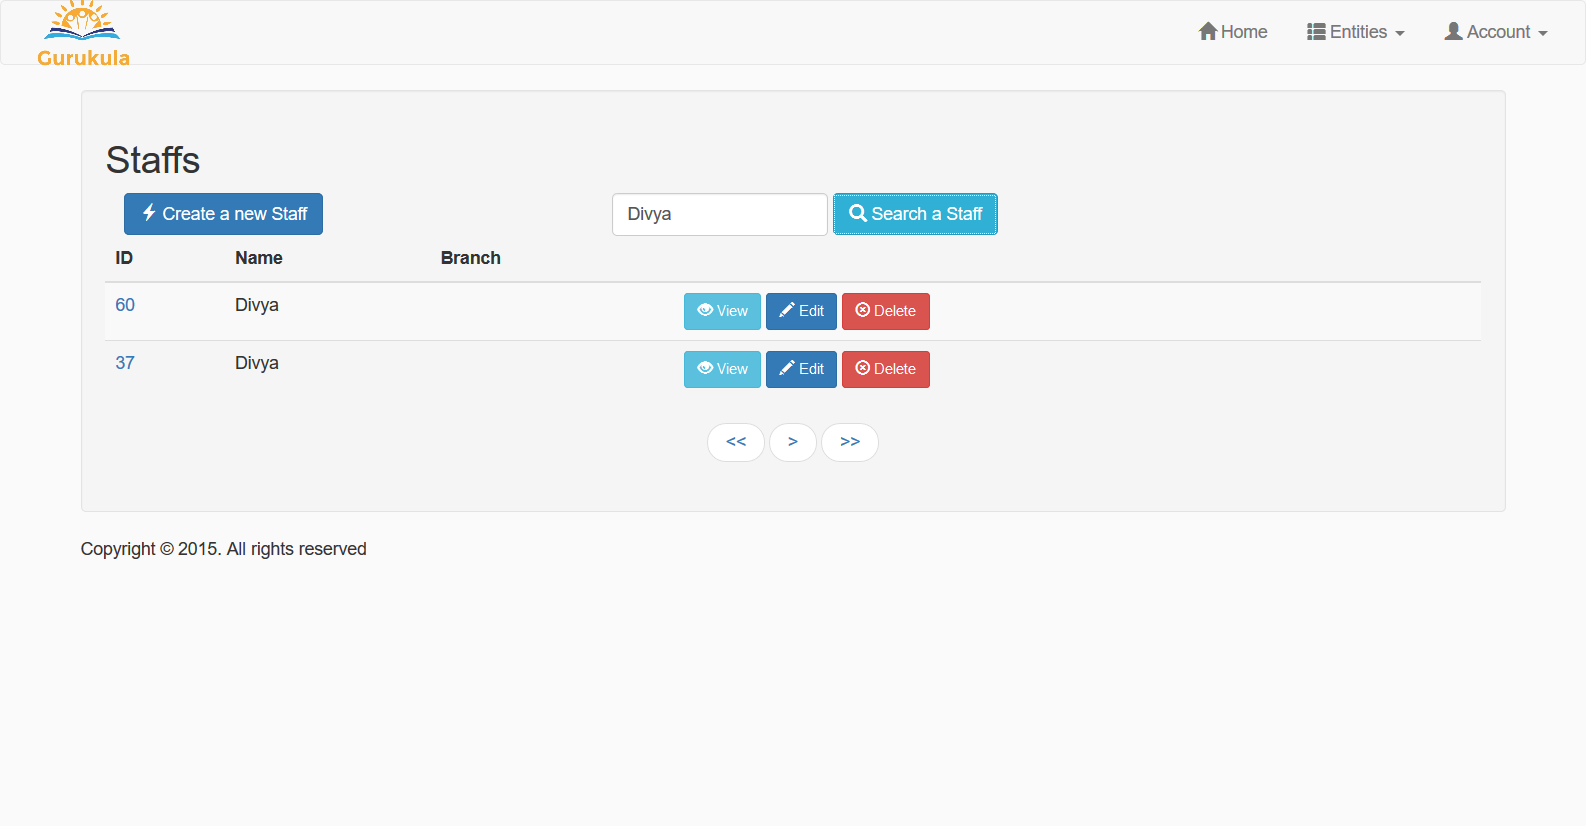 Gurukula
Home Entities Account
Staffs
Create a new Staff Divya Search a Staff
ID Name Branch
60 Divya View Edit Delete
37 Divya View Edit Delete
<< > >>
Copyright © 2015. All rights reserved